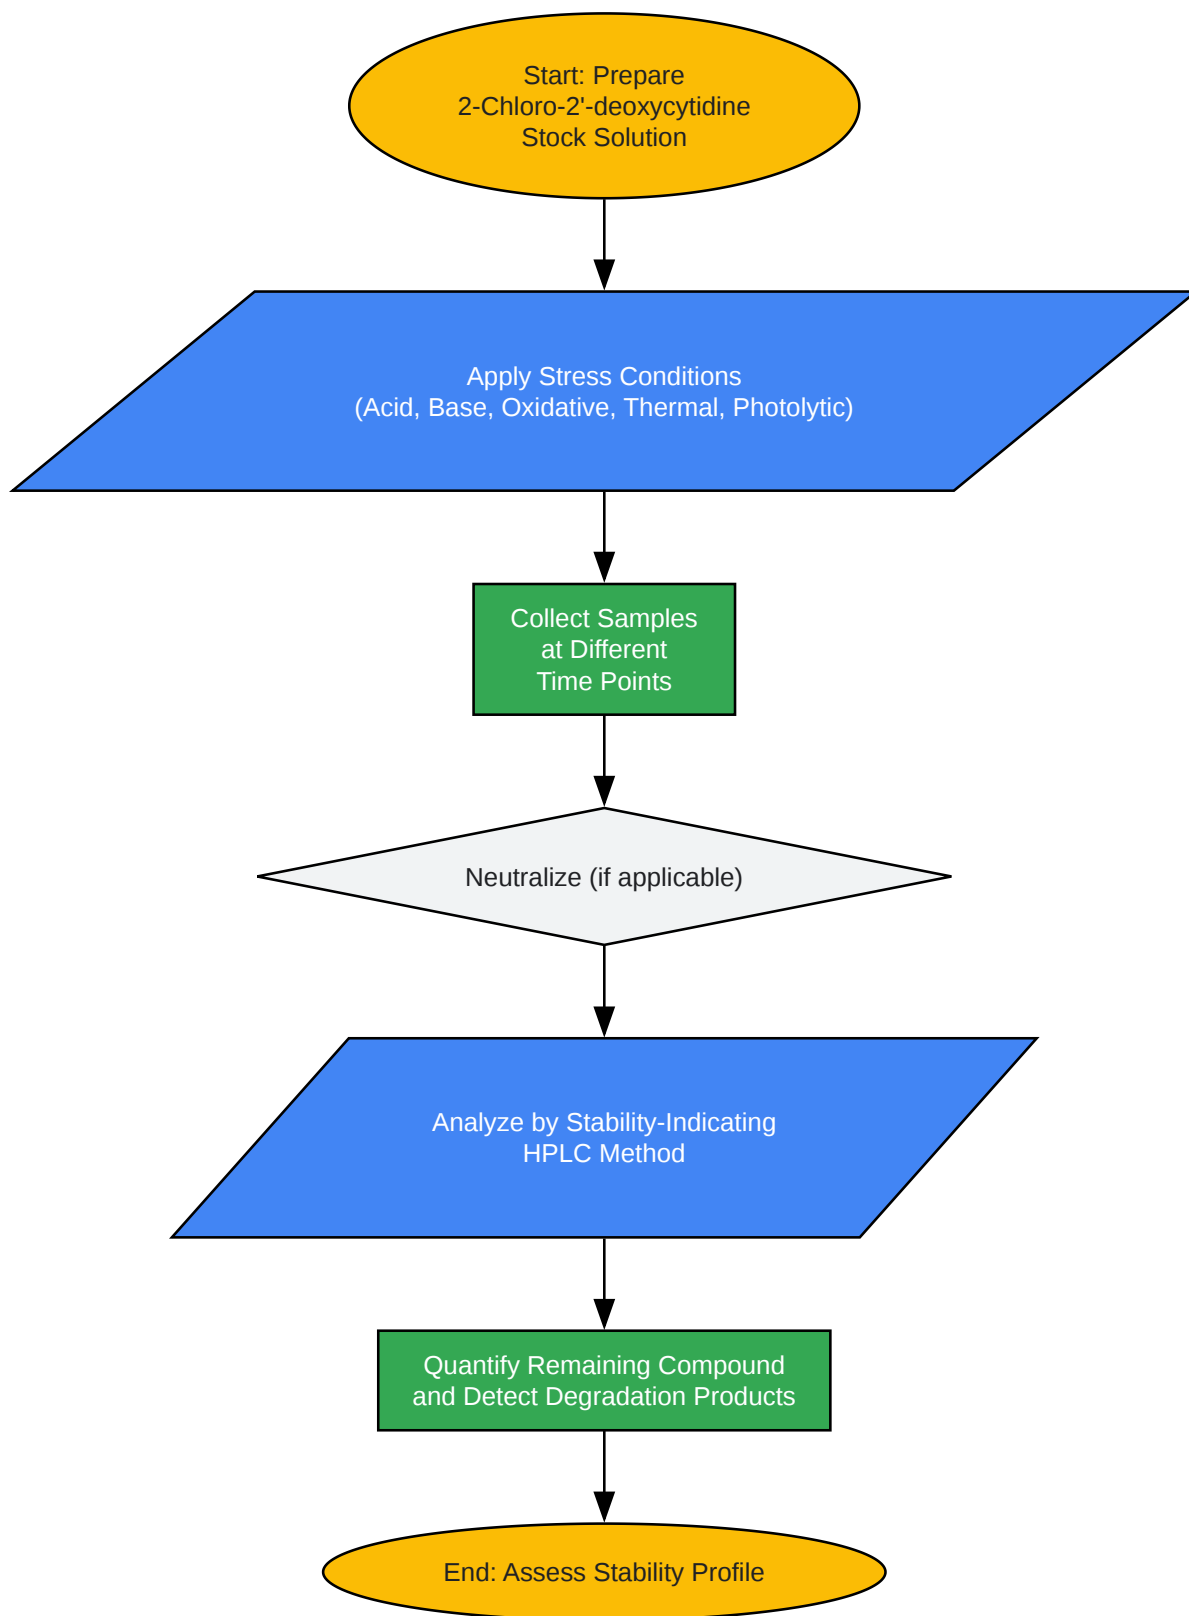 Start: Prepare
2-Chloro-2'-deoxycytidine
Stock Solution
Apply Stress Conditions
(Acid, Base, Oxidative, Thermal, Photolytic)
Collect Samples
at Different
Time Points
Neutralize (if applicable)
Analyze by Stability-Indicating
HPLC Method
Quantify Remaining Compound
and Detect Degradation Products
End: Assess Stability Profile